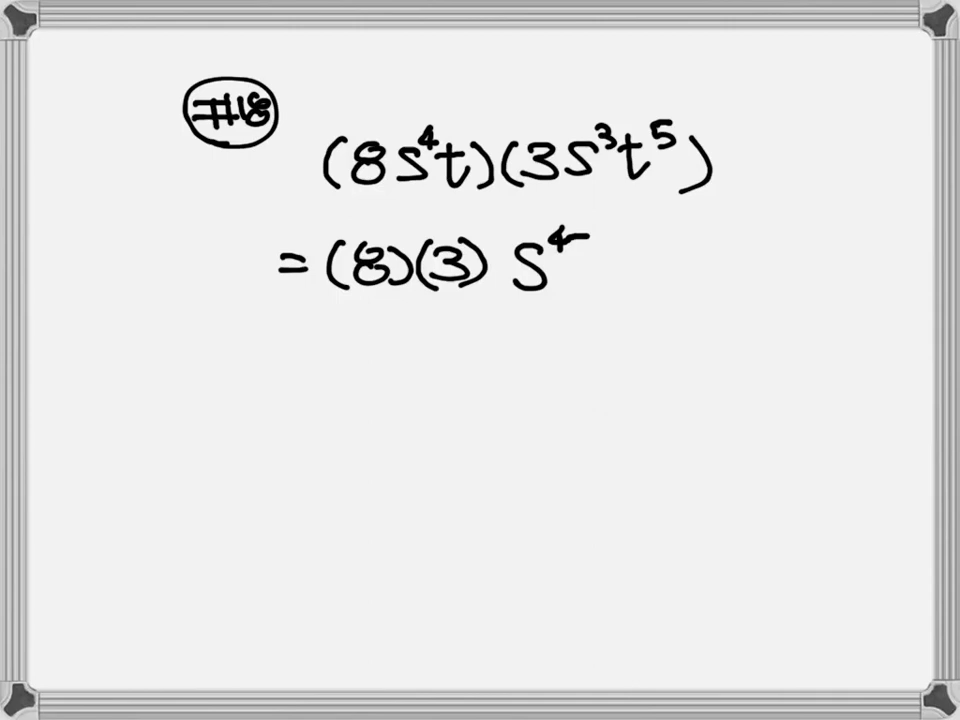 #18
(8s⁴t)(3s³t⁵)
= (8)(3) s⁴⁻